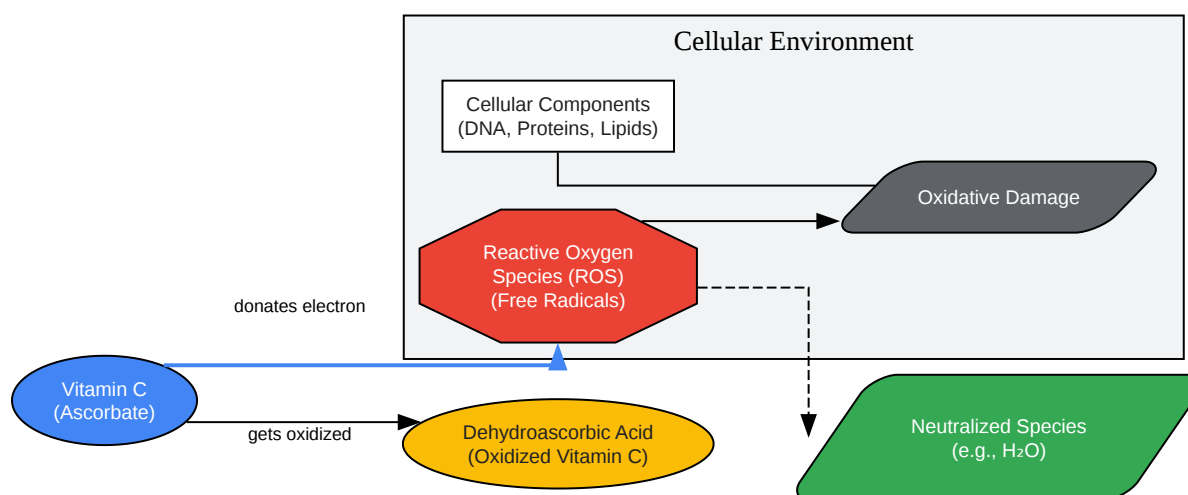 Cellular Environment
Cellular Components
(DNA, Proteins, Lipids)
Oxidative Damage
Reactive Oxygen
Species (ROS)
(Free Radicals)
donates electron
Vitamin C
(Ascorbate)
gets oxidized
Dehydroascorbic Acid
(Oxidized Vitamin C)
Neutralized Species
(e.g., H₂O)